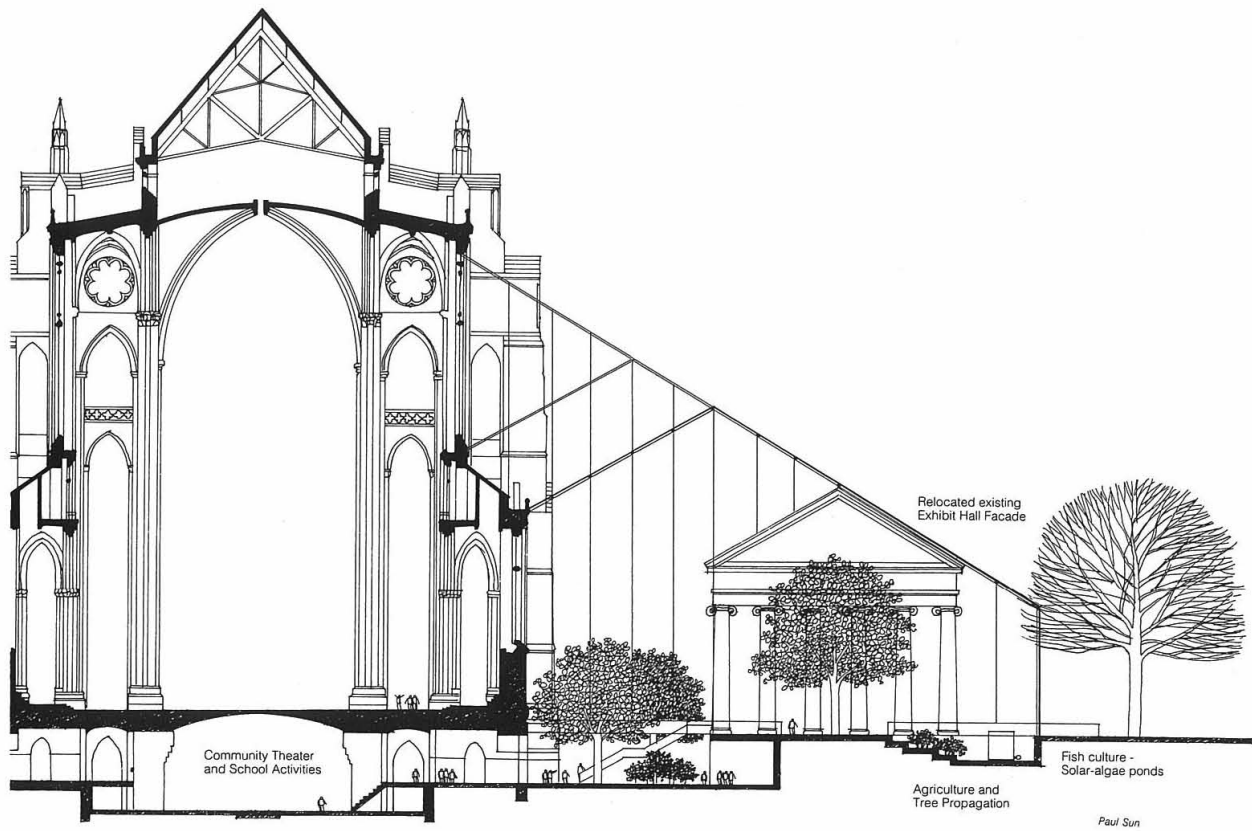 Relocated existing
Exhibit Hall Facade
Community Theater
and School Activities
Fish culture -
Solar-algae ponds
Agriculture and
Tree Propagation
Paul Sun